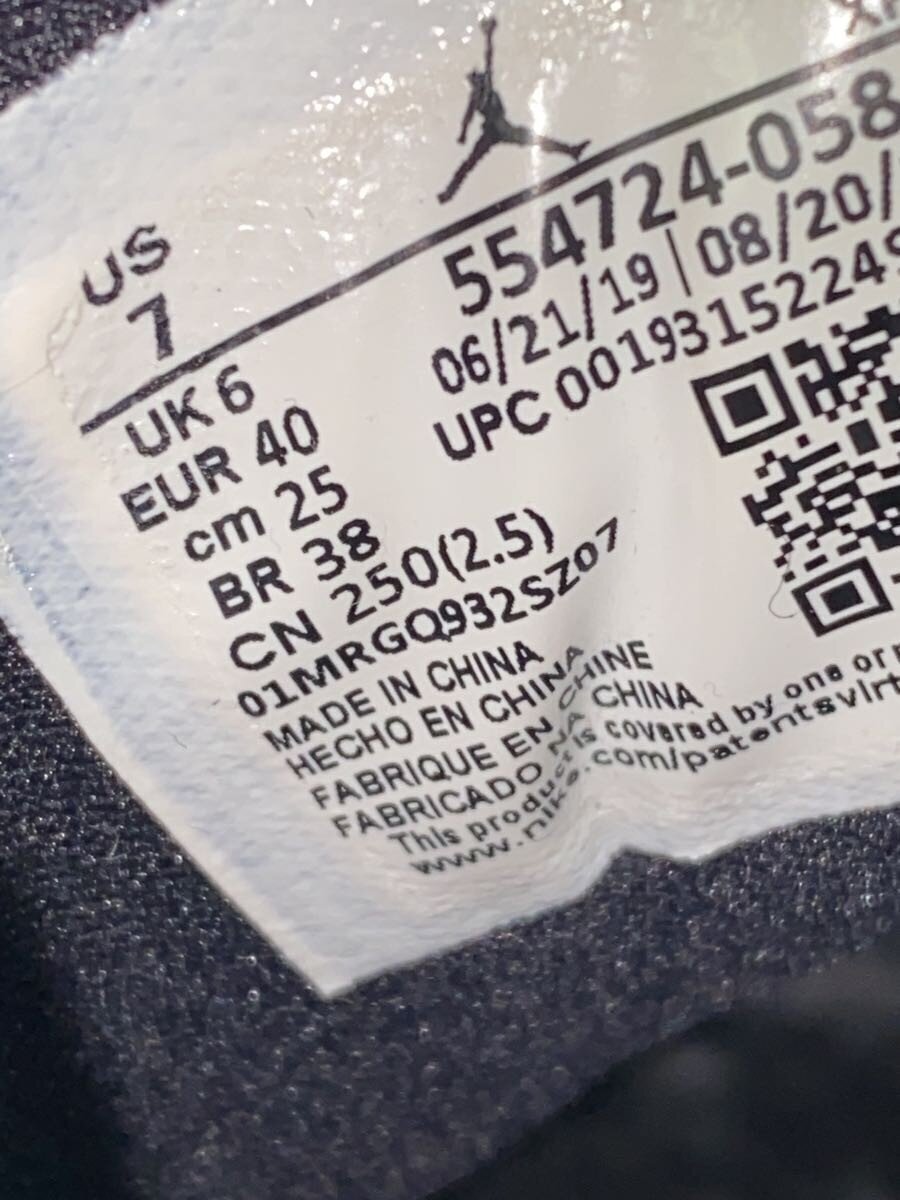 US
7
554724-058
06/21/19 | 08/20/
UPC 00193152249
UK 6
EUR 40
cm 25
BR 38
CN 250(2.5)
01MRGQ932SZ07
MADE IN CHINA
HECHO EN CHINA
FABRIQUE EN CHINE
FABRICADO NA CHINA
This product is covered by one or
www.nike.com/patentsvirt